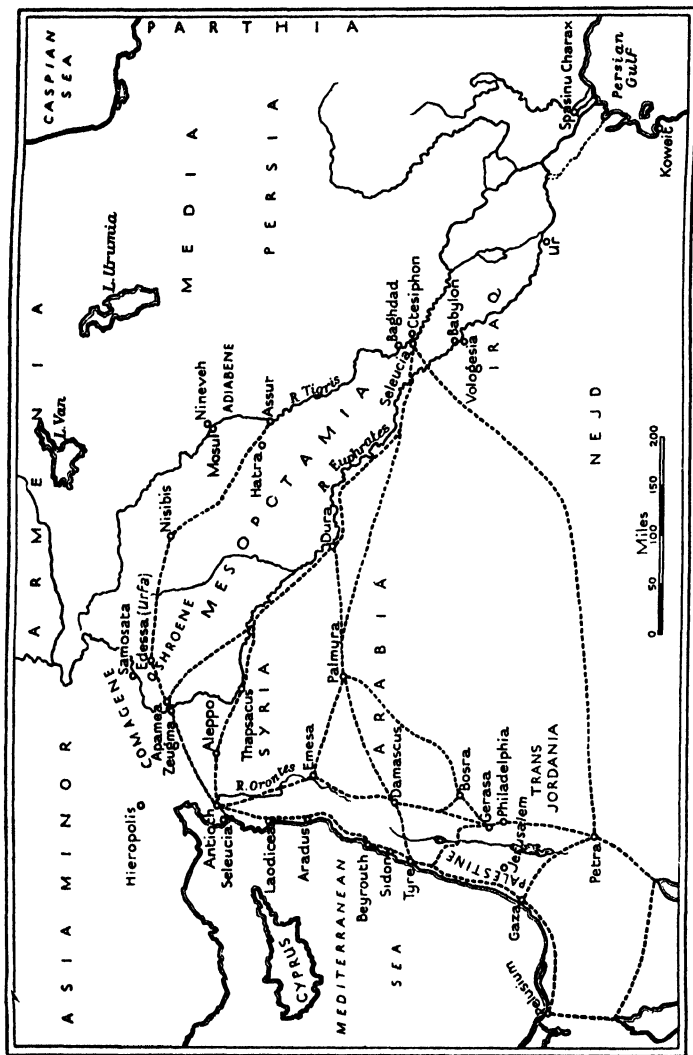 CASPIAN
SEA
PARTHIA
ARMENIA
L. Van
L. Urumia
MEDIA
PERSIA
ASIA MINOR
COMAGENE
Samosata
Edessa (Urfa)
SHROENE
Nisibis
Nineveh
Mosul
ADIABENE
Assur
Hatra
R. Tigris
MESOPOTAMIA
Hieropolis
Apamea
Zeugma
Aleppo
Antioch
Seleucia
Thapsacus
SYRIA
R. Euphrates
Dura
Baghdad
Seleucia
Ctesiphon
Babylon
Vologesia
IRAQ
Ur
Spasinu Charax
Persian
Gulf
Koweit
CYPRUS
Laodicea
Aradus
R. Orontes
Emesa
Palmyra
ARABIA
MEDITERRANEAN
SEA
Beyrouth
Sidon
Tyre
Damascus
Bosra
Gerasa
Philadelphia
TRANS
JORDANIA
Jerusalem
PALESTINE
Gaza
Petra
Pelusium
NEJD
Miles
0 50 100 150 200